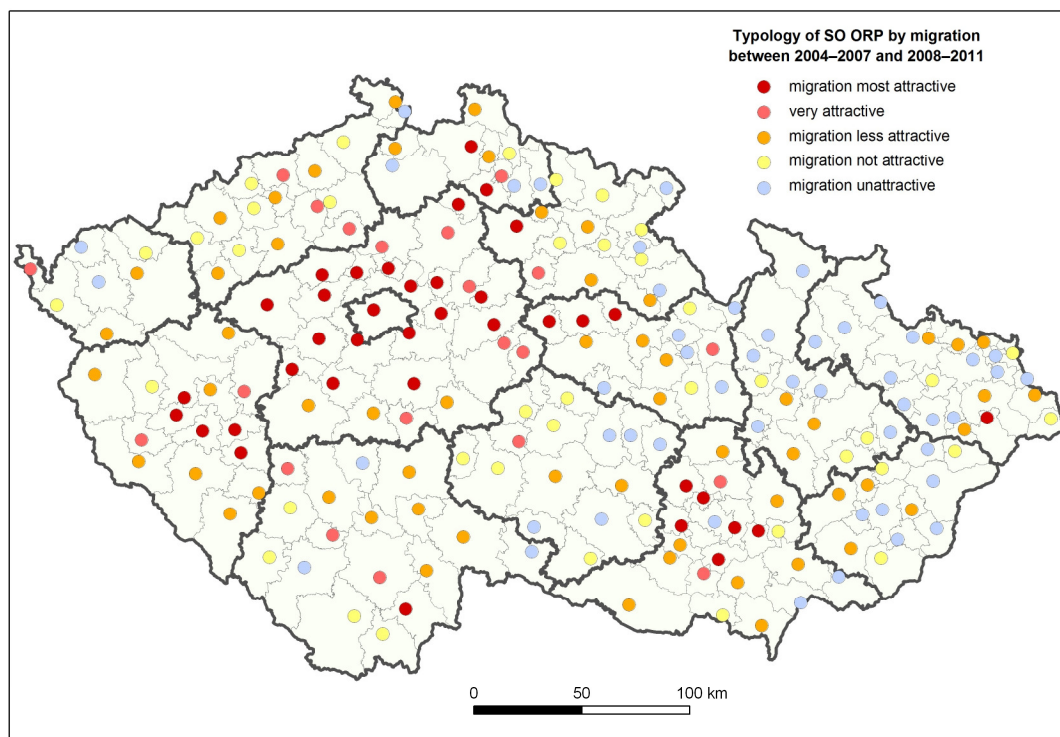 Typology of SO ORP by migration
between 2004–2007 and 2008–2011
migration most attractive
very attractive
migration less attractive
migration not attractive
migration unattractive
0 50 100 km